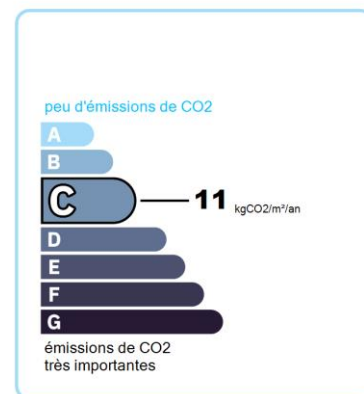 peu d'émissions de CO2
A
B
C 11 kgCO2/m²/an
D
E
F
G
émissions de CO2
très importantes